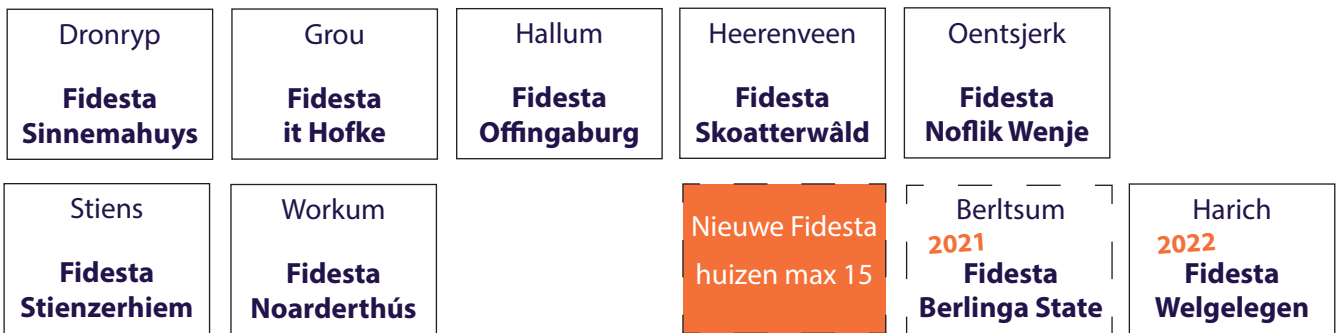 Dronryp
Fidesta
Sinnemahuys
Grou
Fidesta
it Hofke
Hallum
Fidesta
Offingaburg
Heerenveen
Fidesta
Skoatterwâld
Oentsjerk
Fidesta
Noflik Wenje
Stiens
Fidesta
Stienzerhiem
Workum
Fidesta
Noarderthús
Nieuwe Fidesta
huizen max 15
Berltsum
2021
Fidesta
Berlinga State
Harich
2022
Fidesta
Welgelegen